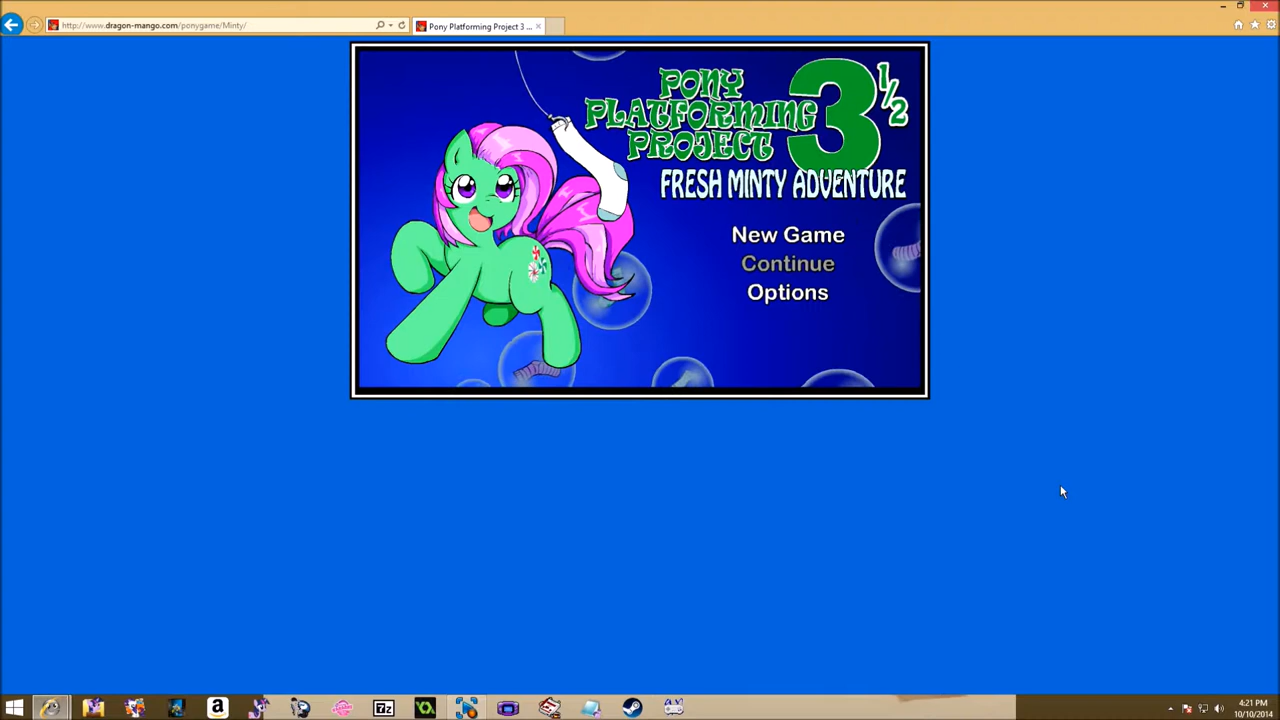 http://www.dragon-mango.com/ponygame/Minty/
Pony Platforming Project 3 ...
PONY
PLATFORMING
PROJECT
3 1/2
FRESH MINTY ADVENTURE
New Game
Continue
Options
a
7z
4:21 PM
10/10/2014